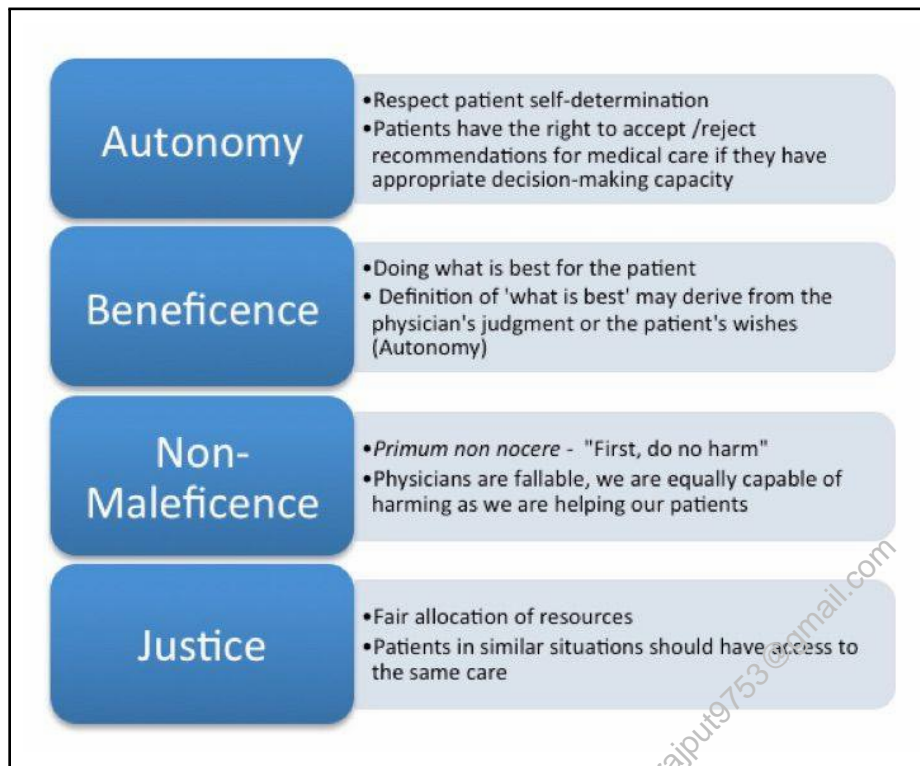 Autonomy
•Respect patient self-determination
•Patients have the right to accept /reject
recommendations for medical care if they have
appropriate decision-making capacity
Beneficence
•Doing what is best for the patient
• Definition of 'what is best' may derive from the
physician's judgment or the patient's wishes
(Autonomy)
Non-
Maleficence
•Primum non nocere - "First, do no harm"
•Physicians are fallable, we are equally capable of
harming as we are helping our patients
Justice
•Fair allocation of resources
•Patients in similar situations should have access to
the same care